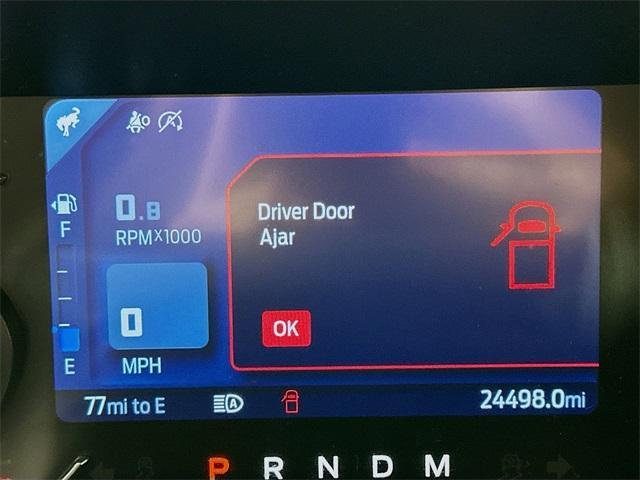 0.8
RPMX1000
F
Driver Door
Ajar
0
OK
E
MPH
77mi to E
A
24498.0mi
P R N D M